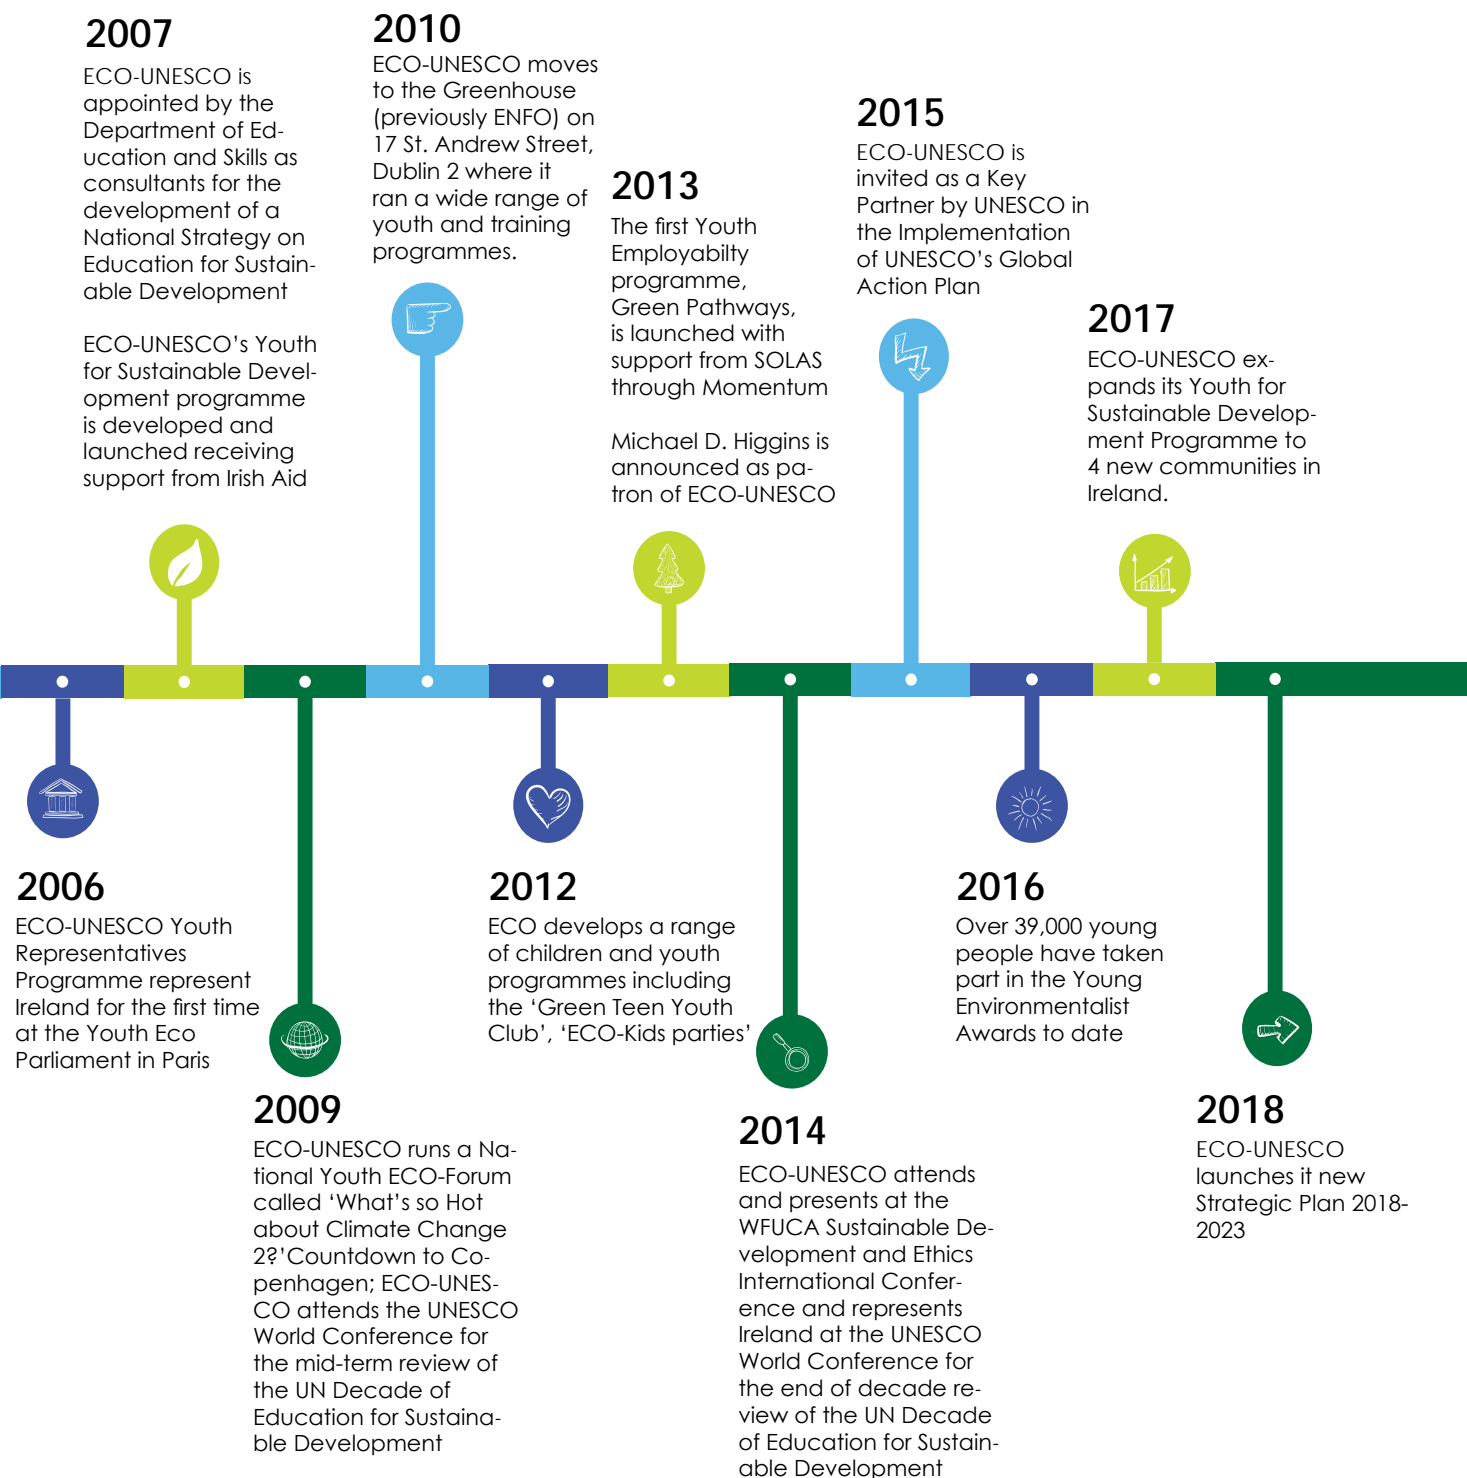 2007
ECO-UNESCO is
appointed by the
Department of Ed-
ucation and Skills as
consultants for the
development of a
National Strategy on
Education for Sustain-
able Development
ECO-UNESCO’s Youth
for Sustainable Devel-
opment programme
is developed and
launched receiving
support from Irish Aid
2010
ECO-UNESCO moves
to the Greenhouse
(previously ENFO) on
17 St. Andrew Street,
Dublin 2 where it
ran a wide range of
youth and training
programmes.
2013
The first Youth
Employabilty
programme,
Green Pathways,
is launched with
support from SOLAS
through Momentum
Michael D. Higgins is
announced as pa-
tron of ECO-UNESCO
2015
ECO-UNESCO is
invited as a Key
Partner by UNESCO in
the Implementation
of UNESCO’s Global
Action Plan
2017
ECO-UNESCO ex-
pands its Youth for
Sustainable Develop-
ment Programme to
4 new communities in
Ireland.
2006
ECO-UNESCO Youth
Representatives
Programme represent
Ireland for the first time
at the Youth Eco
Parliament in Paris
2009
ECO-UNESCO runs a Na-
tional Youth ECO-Forum
called ‘What’s so Hot
about Climate Change
2?’Countdown to Co-
penhagen; ECO-UNES-
CO attends the UNESCO
World Conference for
the mid-term review of
the UN Decade of
Education for Sustaina-
ble Development
2012
ECO develops a range
of children and youth
programmes including
the ‘Green Teen Youth
Club’, ‘ECO-Kids parties’
2014
ECO-UNESCO attends
and presents at the
WFUCA Sustainable De-
velopment and Ethics
International Confer-
ence and represents
Ireland at the UNESCO
World Conference for
the end of decade re-
view of the UN Decade
of Education for Sustain-
able Development
2016
Over 39,000 young
people have taken
part in the Young
Environmentalist
Awards to date
2018
ECO-UNESCO
launches it new
Strategic Plan 2018-
2023